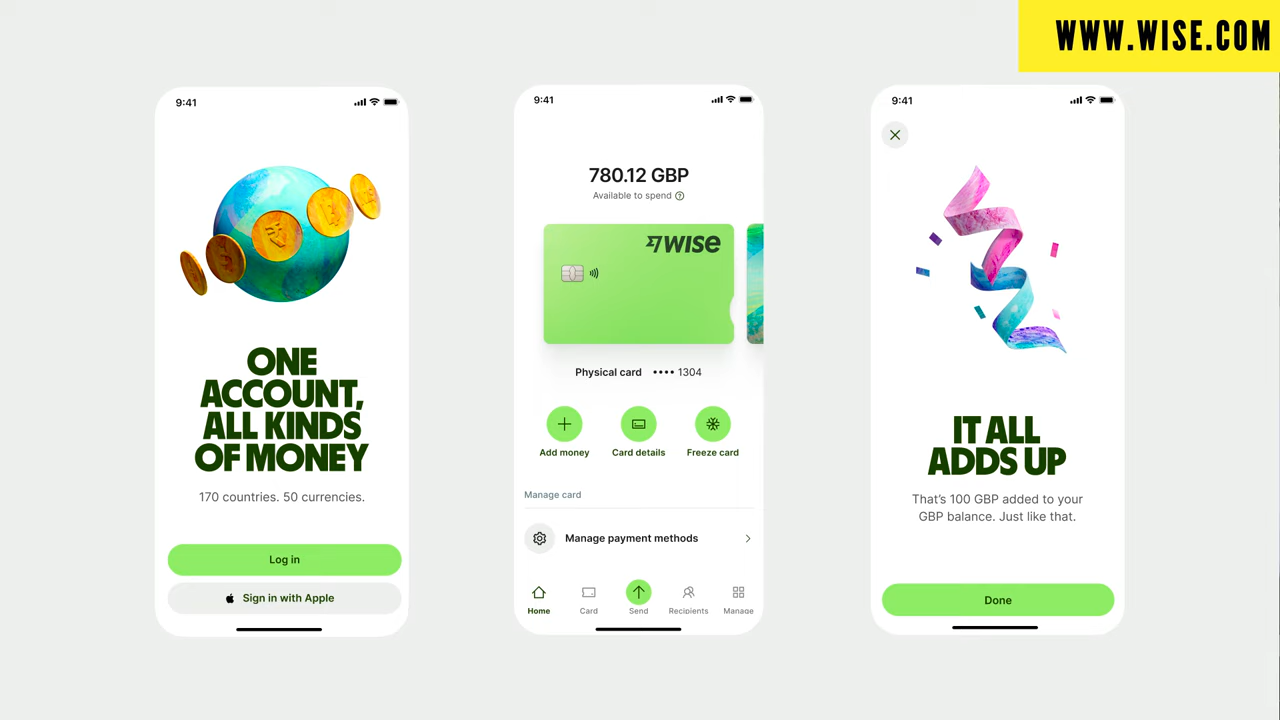 WWW.WISE.COM
9:41
ONE
ACCOUNT,
ALL KINDS
OF MONEY
170 countries. 50 currencies.
Log in
Sign in with Apple
9:41
780.12 GBP
Available to spend ?
WISE
Physical card •••• 1304
Add money Card details Freeze card
Manage card
Manage payment methods
Home Card Send Recipients Manage
9:41
IT ALL
ADDS UP
That's 100 GBP added to your
GBP balance. Just like that.
Done